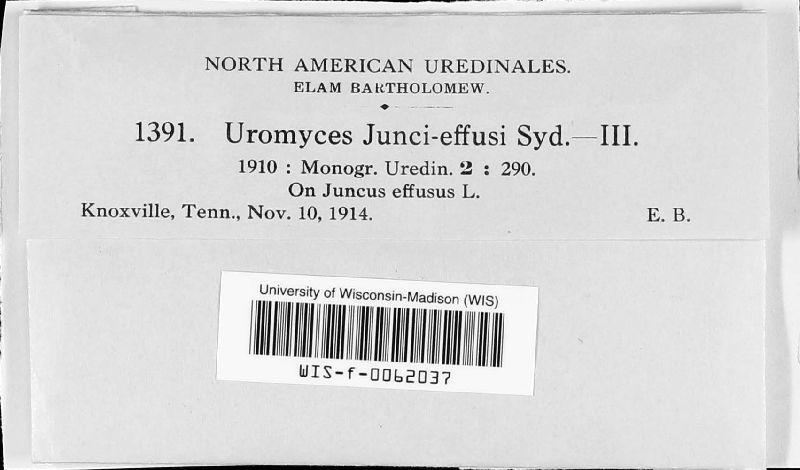 NORTH AMERICAN UREDINALES.
ELAM BARTHOLOMEW.
1391. Uromyces Junci-effusi Syd.—III.
1910 : Monogr. Uredin. 2 : 290.
On Juncus effusus L.
Knoxville, Tenn., Nov. 10, 1914. E. B.
University of Wisconsin-Madison (WIS)
WIS-f-0062037